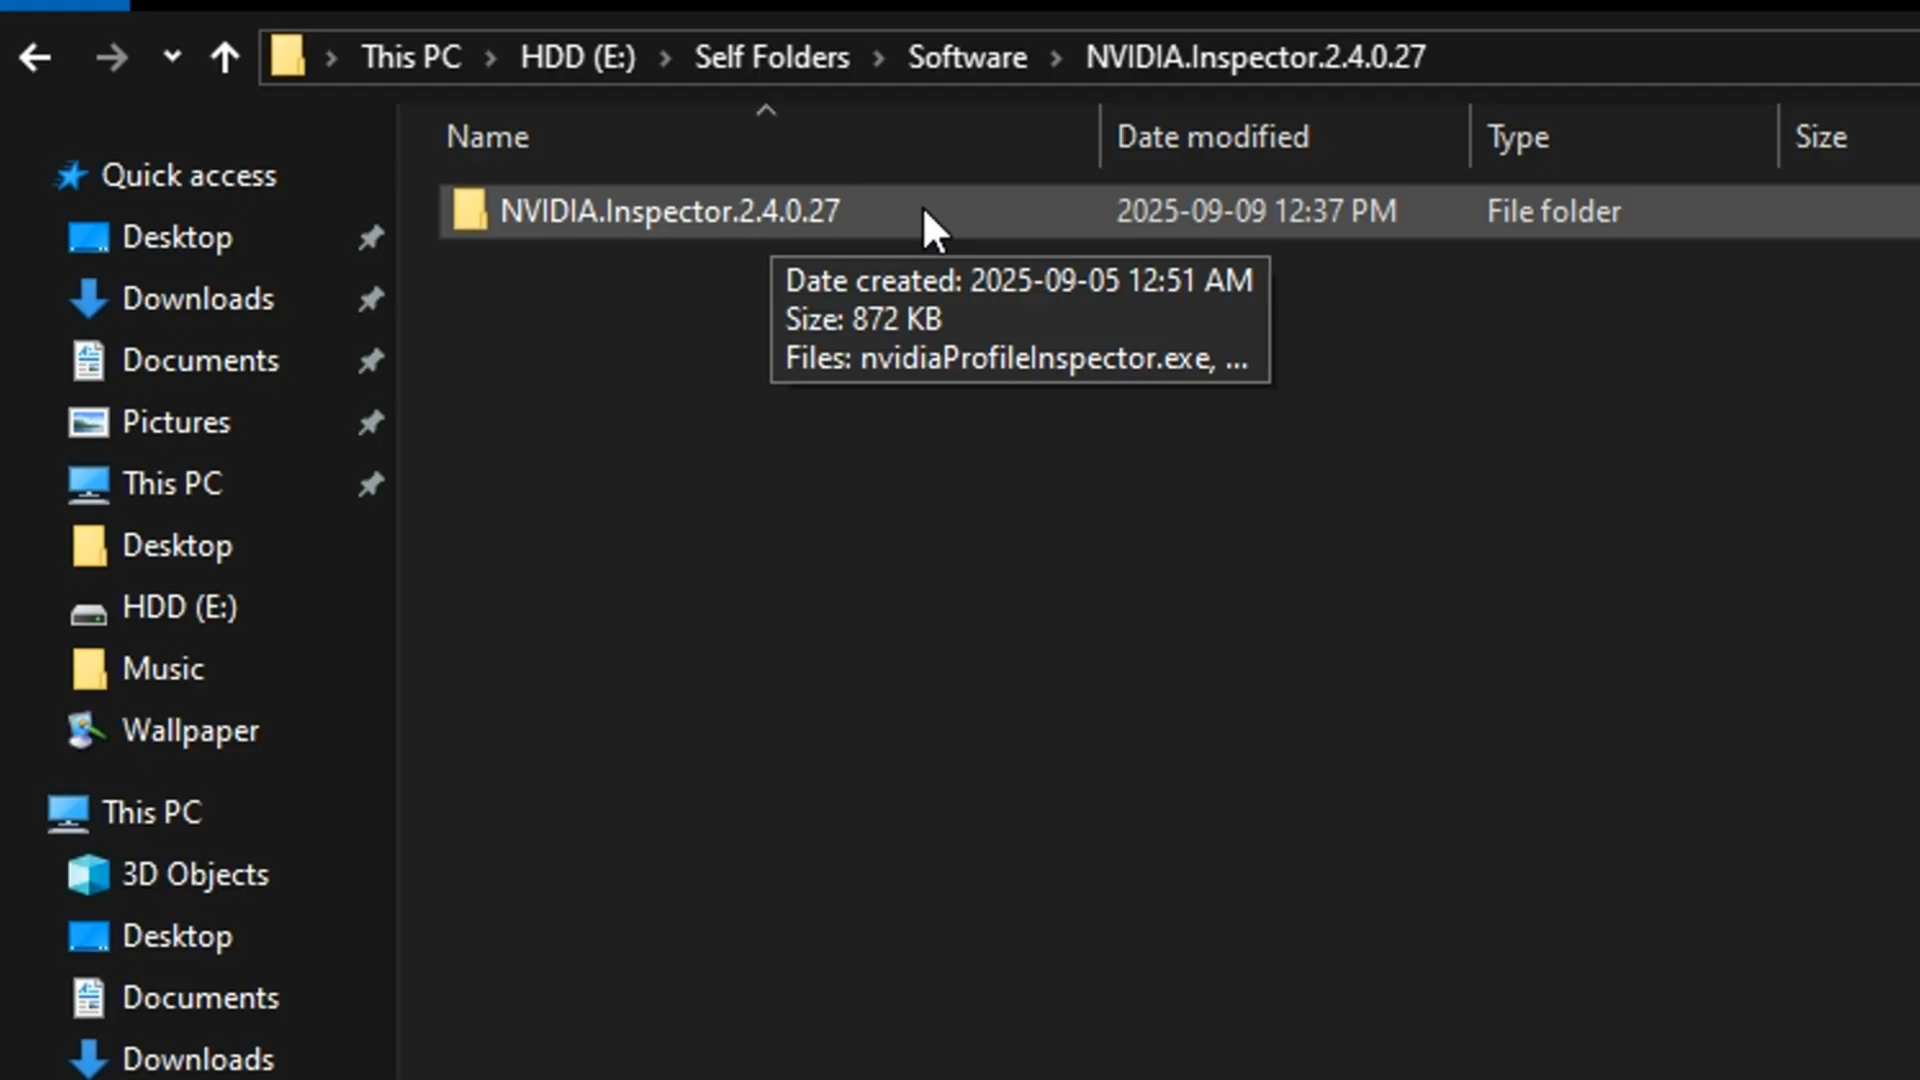 This PC > HDD (E:) > Self Folders > Software > NVIDIA.Inspector.2.4.0.27
Name Date modified Type Size
Quick access
NVIDIA.Inspector.2.4.0.27 2025-09-09 12:37 PM File folder
Desktop
Date created: 2025-09-05 12:51 AM
Size: 872 KB
Files: nvidiaProfileInspector.exe, ...
Downloads
Documents
Pictures
This PC
Desktop
HDD (E:)
Music
Wallpaper
This PC
3D Objects
Desktop
Documents
Downloads